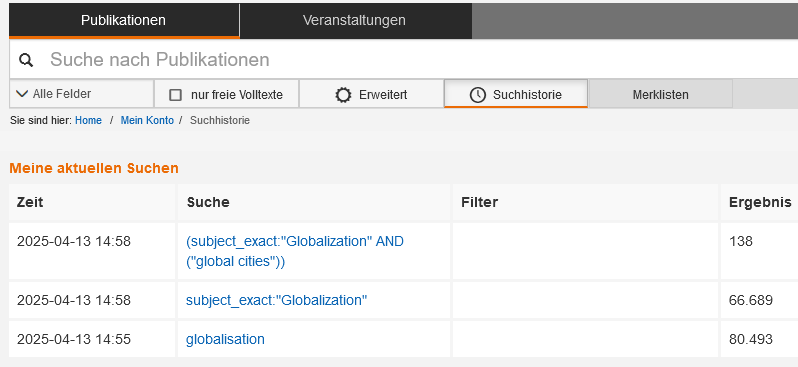 Publikationen Veranstaltungen
Suche nach Publikationen
Alle Felder nur freie Volltexte Erweitert Suchhistorie Merklisten
Sie sind hier: Home / Mein Konto / Suchhistorie
Meine aktuellen Suchen
Zeit Suche Filter Ergebnis
2025-04-13 14:58 (subject_exact:"Globalization" AND 138
("global cities"))
2025-04-13 14:58 subject_exact:"Globalization" 66.689
2025-04-13 14:55 globalisation 80.493